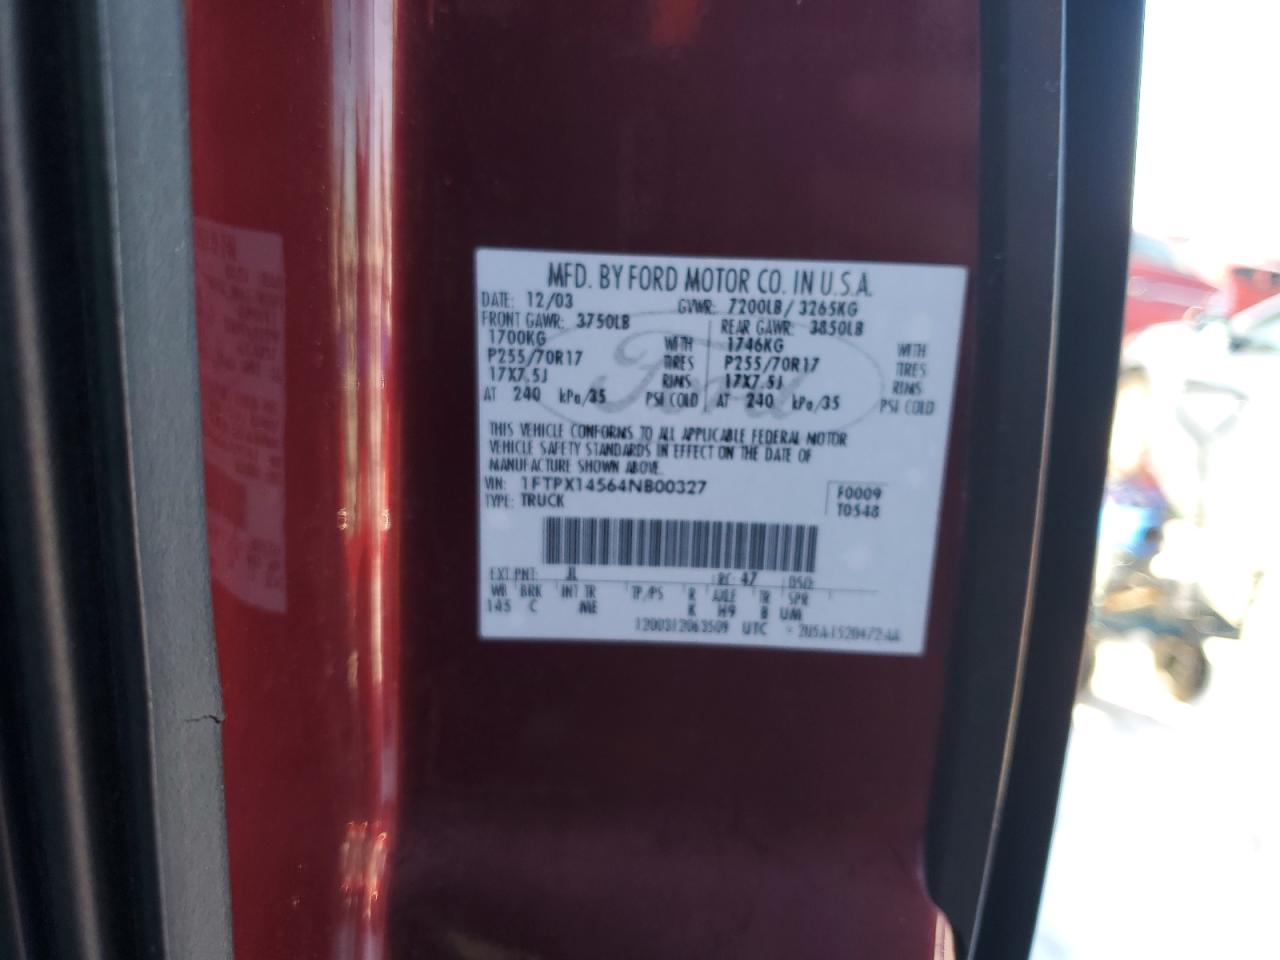 MFD. BY FORD MOTOR CO. IN U.S.A.
DATE: 12/03 GVWR: 7200LB/ 3265KG
FRONT GAWR: 3750LB REAR GAWR: 3850LB
1700KG WITH 1746KG WITH
P255/70R17 TIRES P255/70R17 TIRES
17X7.5J RIMS 17X7.5J RIMS
AT 240 kPa/35 PSI COLD AT 240 kPa/35 PSI COLD
Ford
THIS VEHICLE CONFORMS TO ALL APPLICABLE FEDERAL MOTOR
VEHICLE SAFETY STANDARDS IN EFFECT ON THE DATE OF
MANUFACTURE SHOWN ABOVE.
VIN: 1FTPX14564NB00327 F0009
TYPE: TRUCK T0548
EXT PNT: JL RC: 47 DSO:
WB BRK INT TR TP/PS R AXLE TR SPR
145 C ME K H9 B UM
1200312063509 UTC